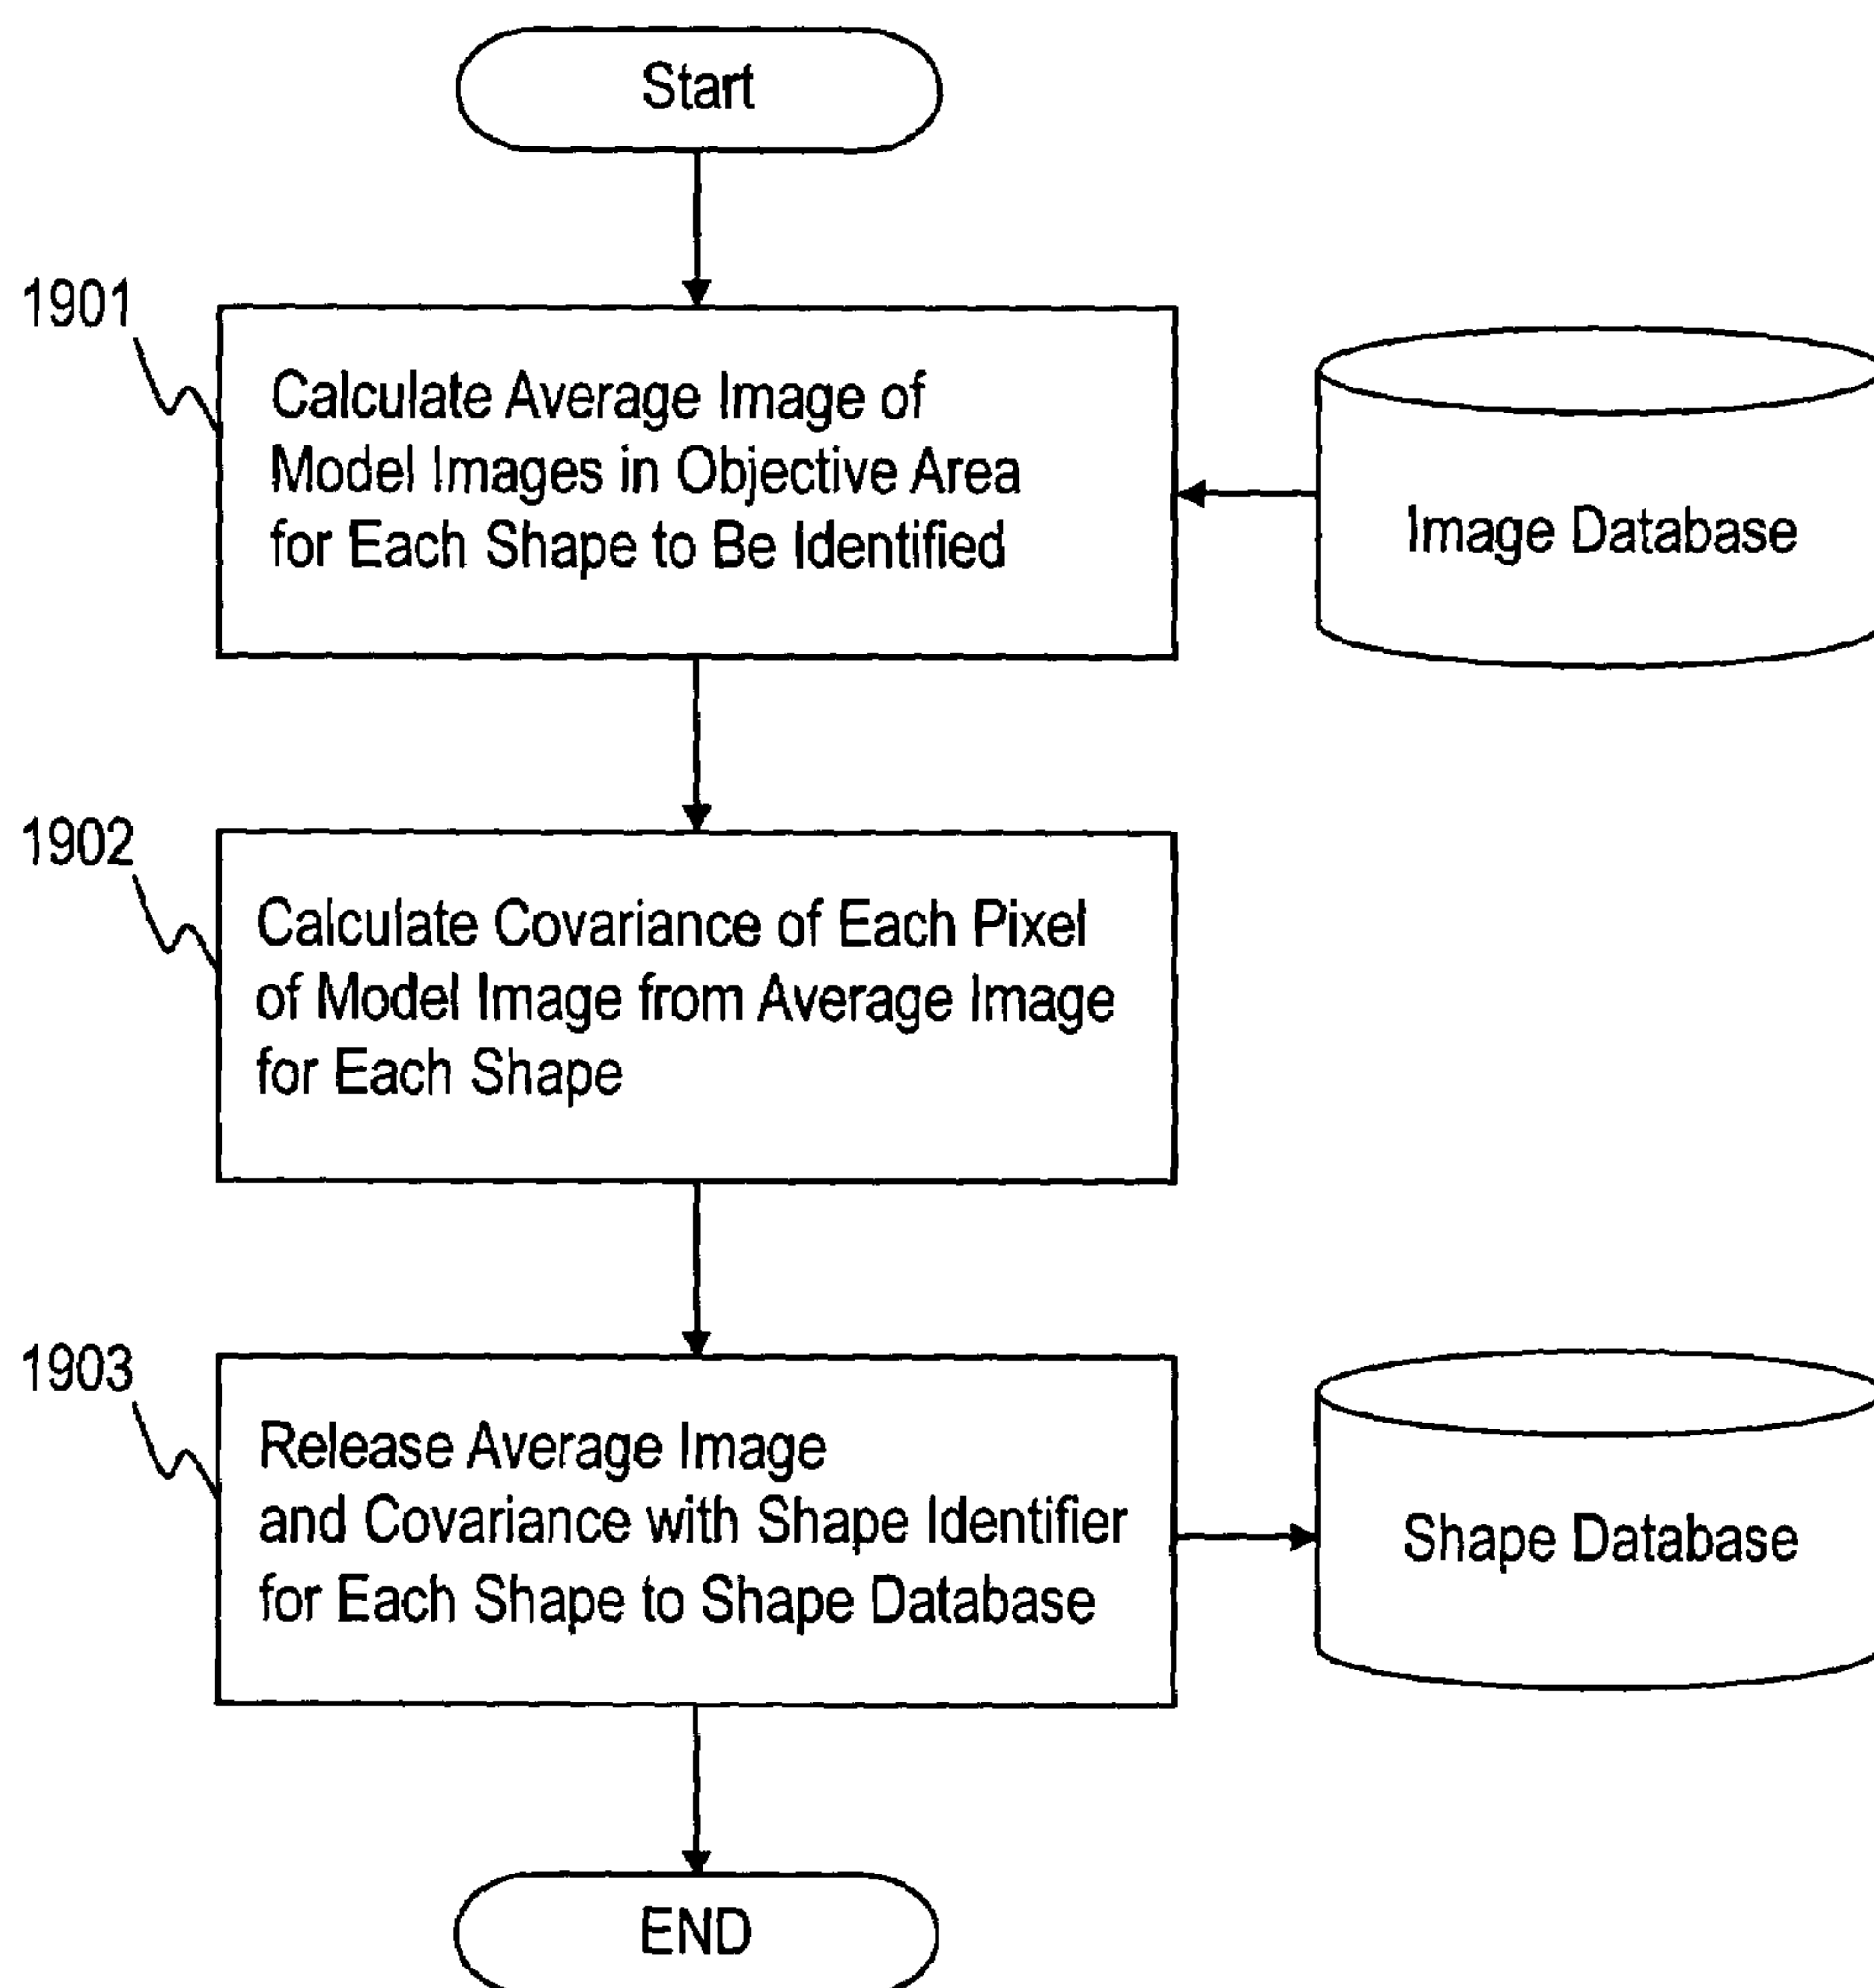 Start
1901
Calculate Average Image of
Model Images in Objective Area
for Each Shape to Be Identified
Image Database
1902
Calculate Covariance of Each Pixel
of Model Image from Average Image
for Each Shape
1903
Release Average Image
and Covariance with Shape Identifier
for Each Shape to Shape Database
Shape Database
END